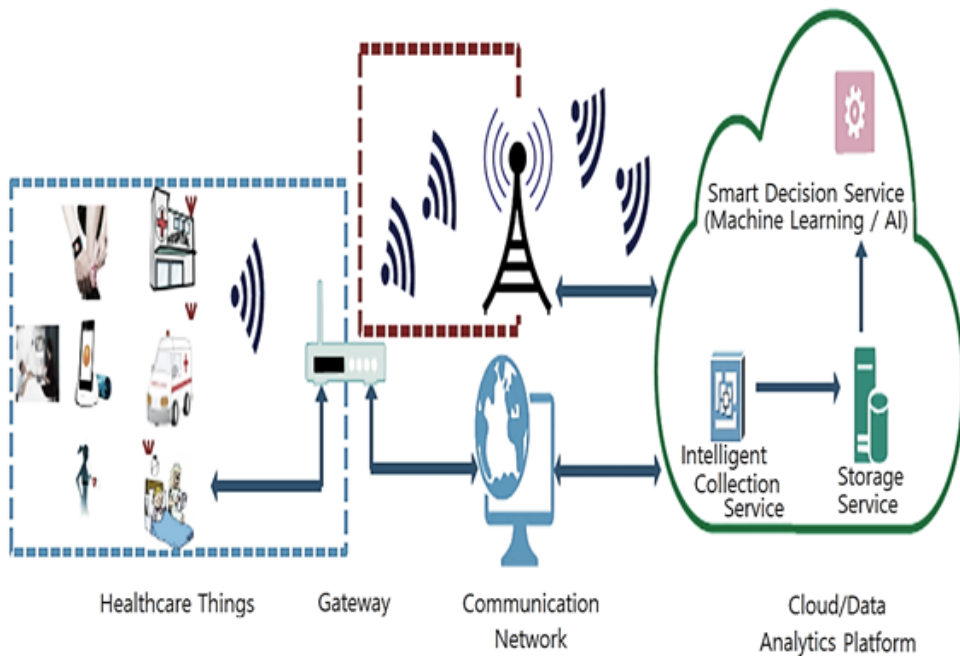 Smart Decision Service
(Machine Learning / AI)
Intelligent
Collection
Service
Storage
Service
Healthcare Things
Gateway
Communication
Network
Cloud/Data
Analytics Platform